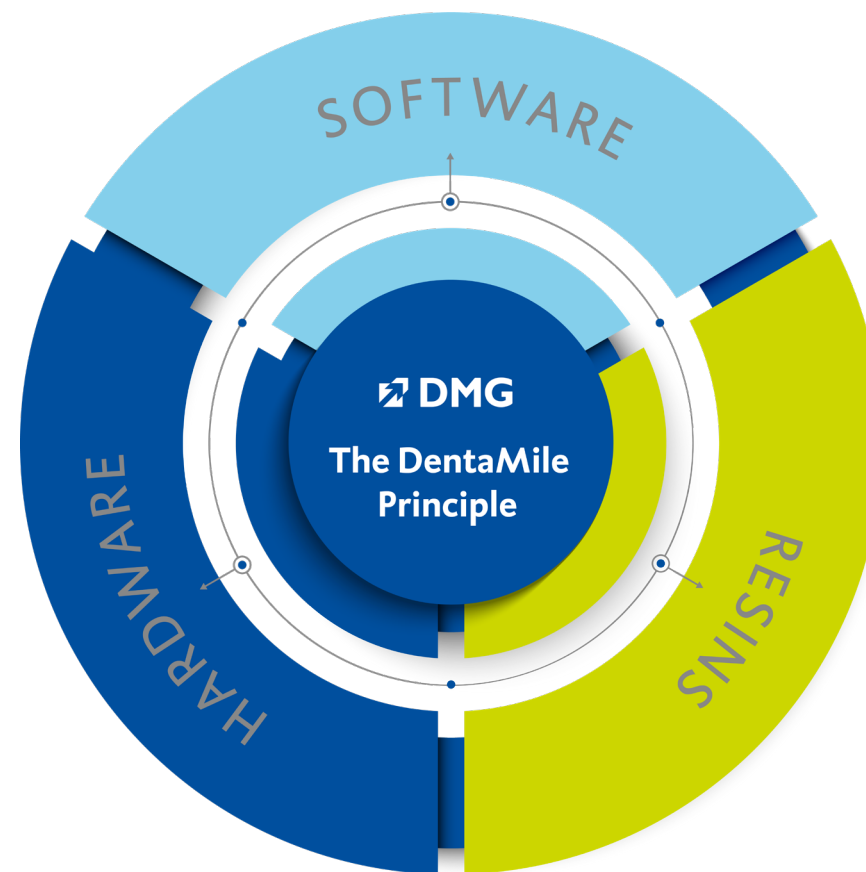 SOFTWARE
DMG
The DentaMile
Principle
HARDWARE
RESINS